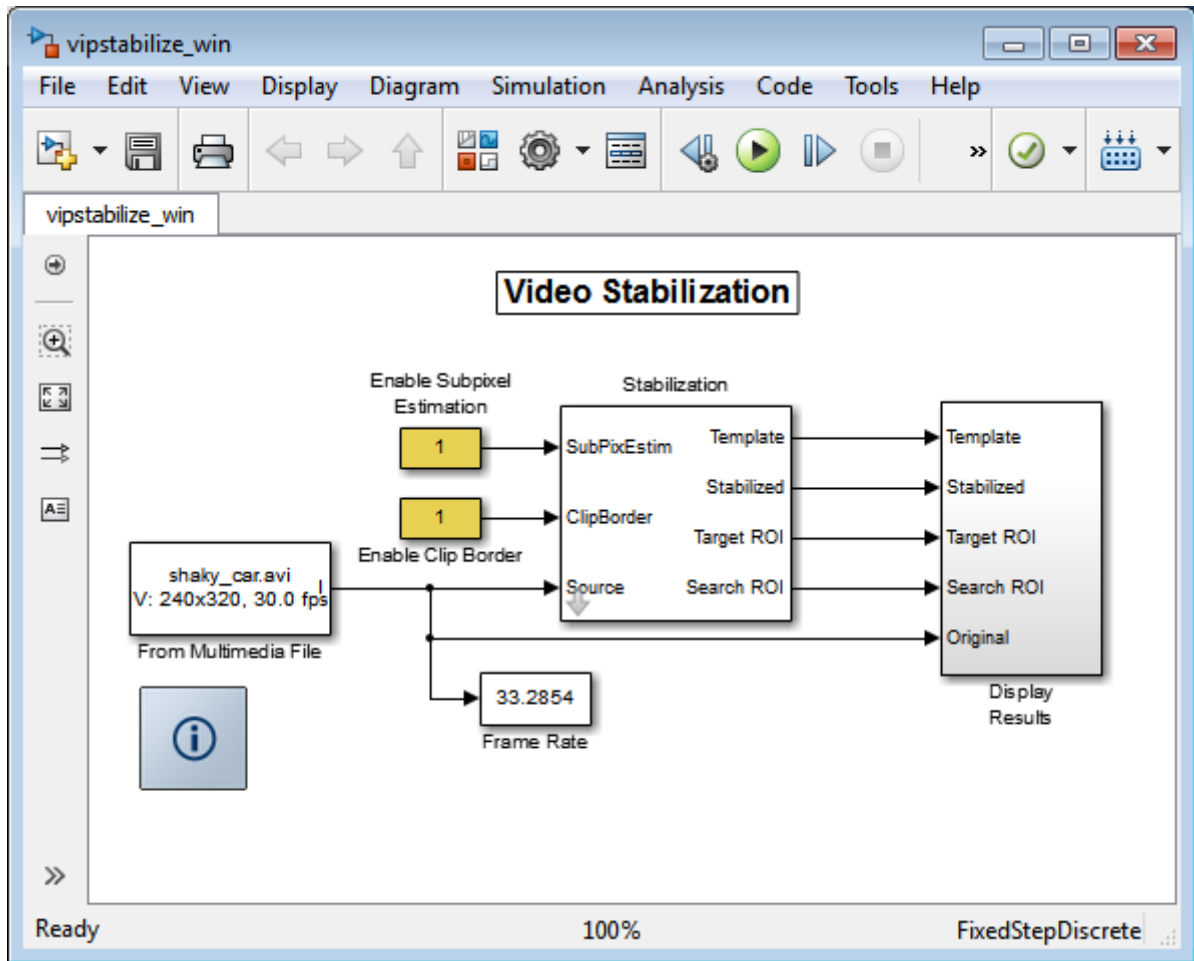 vipstabilize_win
File Edit View Display Diagram Simulation Analysis Code Tools Help
»
vipstabilize_win
Video Stabilization
Enable Subpixel
Estimation
1
Stabilization
SubPixEstim
Template
Template
Stabilized
Stabilized
1
ClipBorder
Enable Clip Border
Target ROI
Target ROI
shaky_car.avi
V: 240x320, 30.0 fps
I
From Multimedia File
Source
Search ROI
Search ROI
Original
Display
Results
33.2854
Frame Rate
A
i
»
Ready 100% FixedStepDiscrete